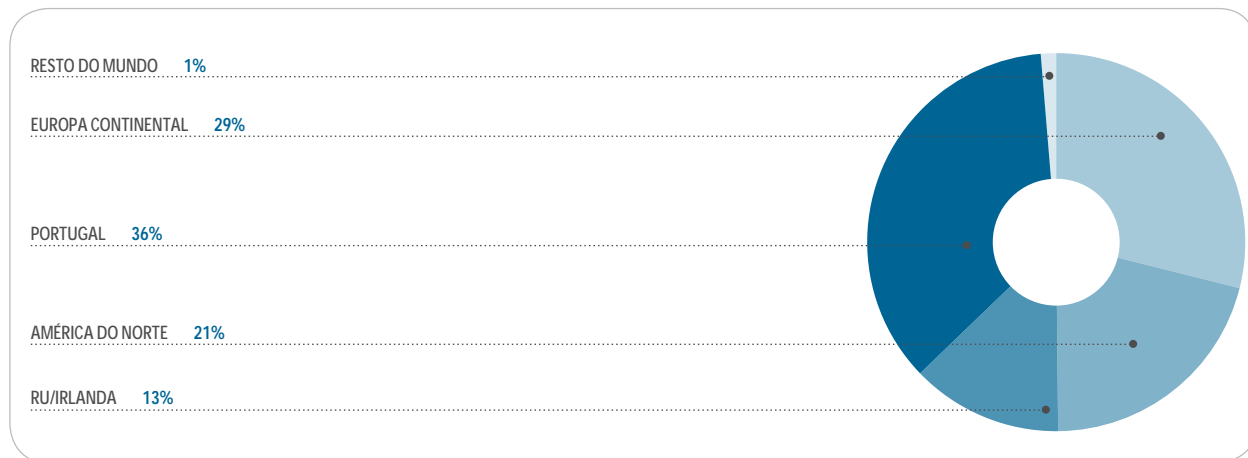 RESTO DO MUNDO 1%
EUROPA CONTINENTAL 29%
PORTUGAL 36%
AMÉRICA DO NORTE 21%
RU/IRLANDA 13%